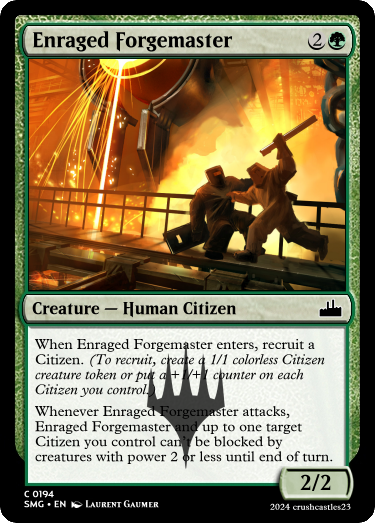 Enraged Forgemaster 2
Creature — Human Citizen
When Enraged Forgemaster enters, recruit a
Citizen. (To recruit, create a 1/1 colorless Citizen
creature token or put a +1/+1 counter on each
Citizen you control.)
Whenever Enraged Forgemaster attacks,
Enraged Forgemaster and up to one target
Citizen you control can't be blocked by
creatures with power 2 or less until end of turn.
2/2
C 0194
SMG • EN Laurent Gaumer
2024 crushcastles23